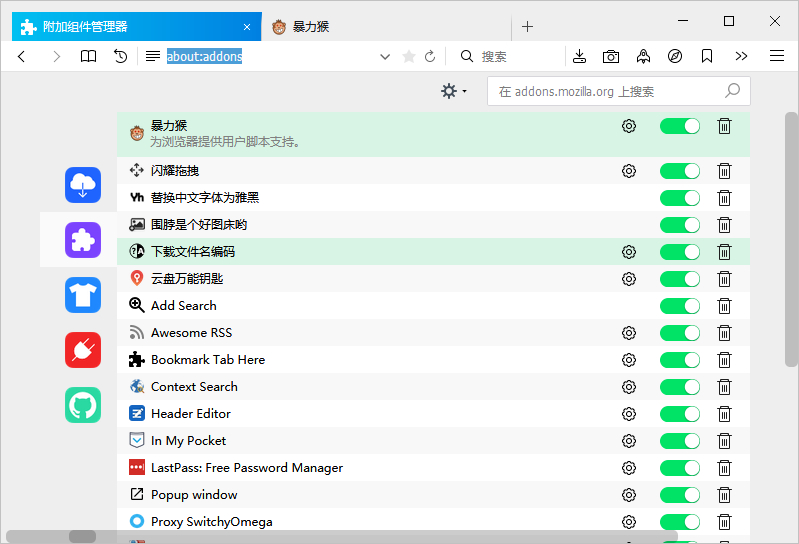 附加组件管理器
暴力猴
about:addons
搜索
在 addons.mozilla.org 上搜索
暴力猴
为浏览器提供用户脚本支持。
闪耀拖拽
替换中文字体为雅黑
围脖是个好图床哟
下载文件名编码
云盘万能钥匙
Add Search
Awesome RSS
Bookmark Tab Here
Context Search
Header Editor
In My Pocket
LastPass: Free Password Manager
Popup window
Proxy SwitchyOmega